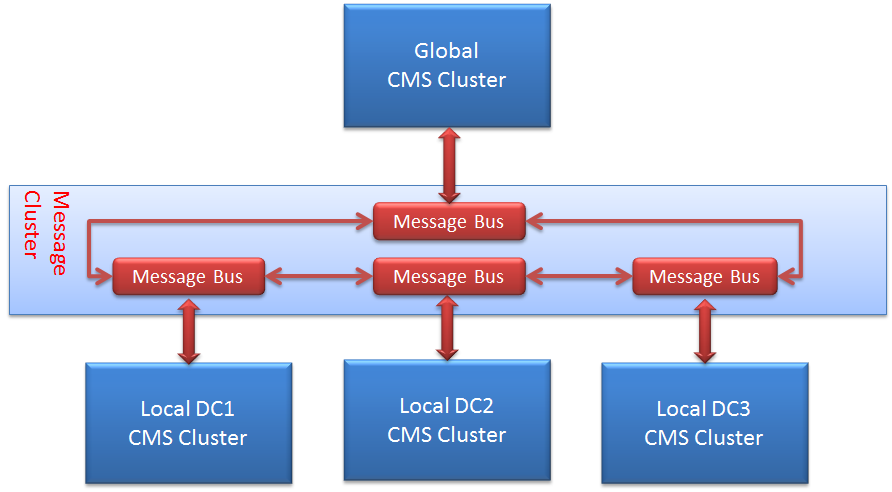 Global
CMS Cluster
Message
Cluster
Message Bus
Message Bus
Message Bus
Message Bus
Local DC1
CMS Cluster
Local DC2
CMS Cluster
Local DC3
CMS Cluster